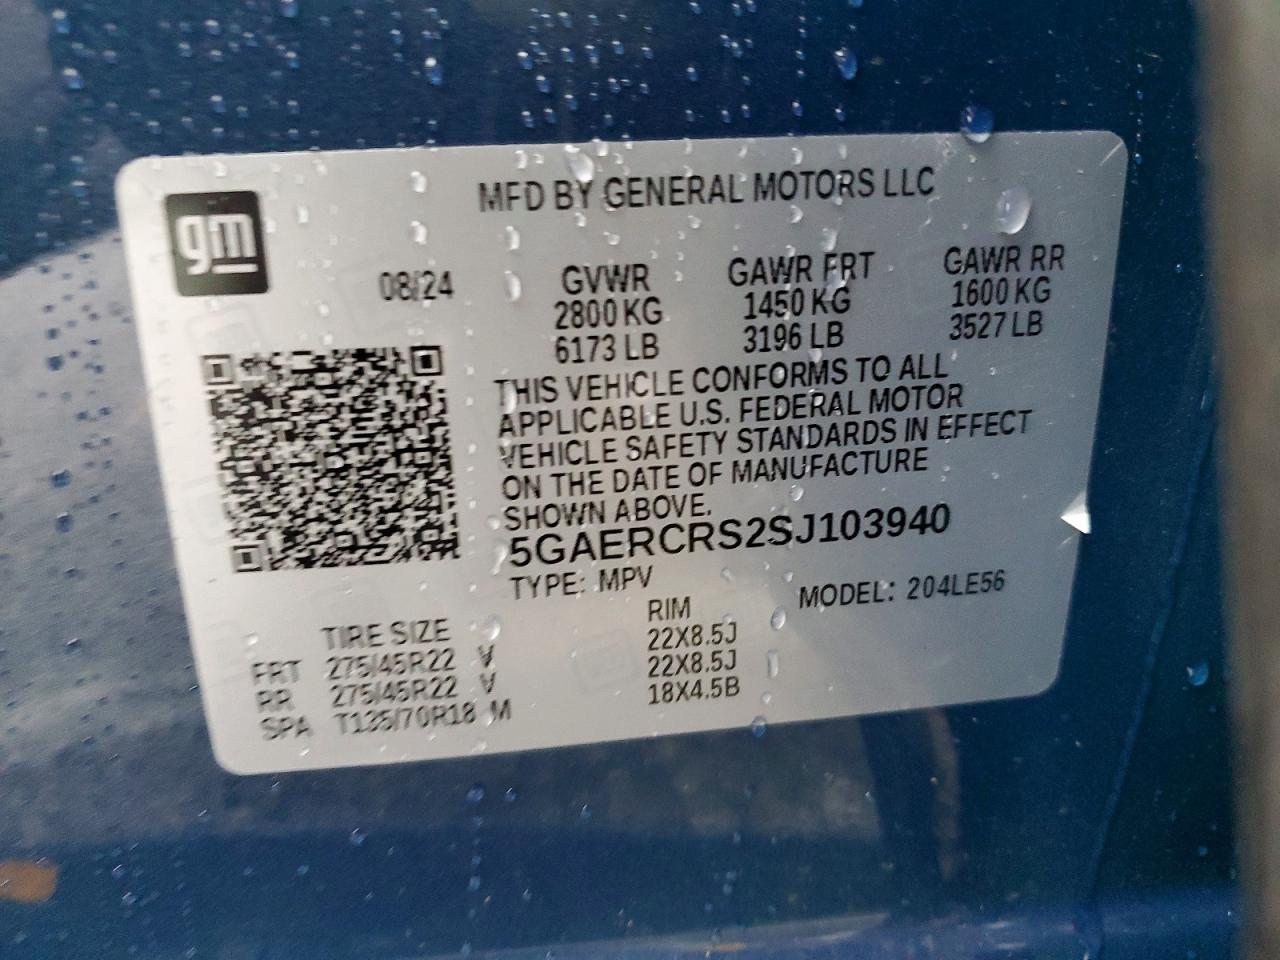 gm
MFD BY GENERAL MOTORS LLC
08/24 GVWR GAWR FRT GAWR RR
2800 KG 1450 KG 1600 KG
6173 LB 3196 LB 3527 LB
THIS VEHICLE CONFORMS TO ALL
APPLICABLE U.S. FEDERAL MOTOR
VEHICLE SAFETY STANDARDS IN EFFECT
ON THE DATE OF MANUFACTURE
SHOWN ABOVE.
5GAERCRS2SJ103940
TYPE: MPV MODEL: 204LE56
TIRE SIZE RIM
FRT 275/45R22 V 22X8.5J
RR 275/45R22 V 22X8.5J
SPA T135/70R18 M 18X4.5B